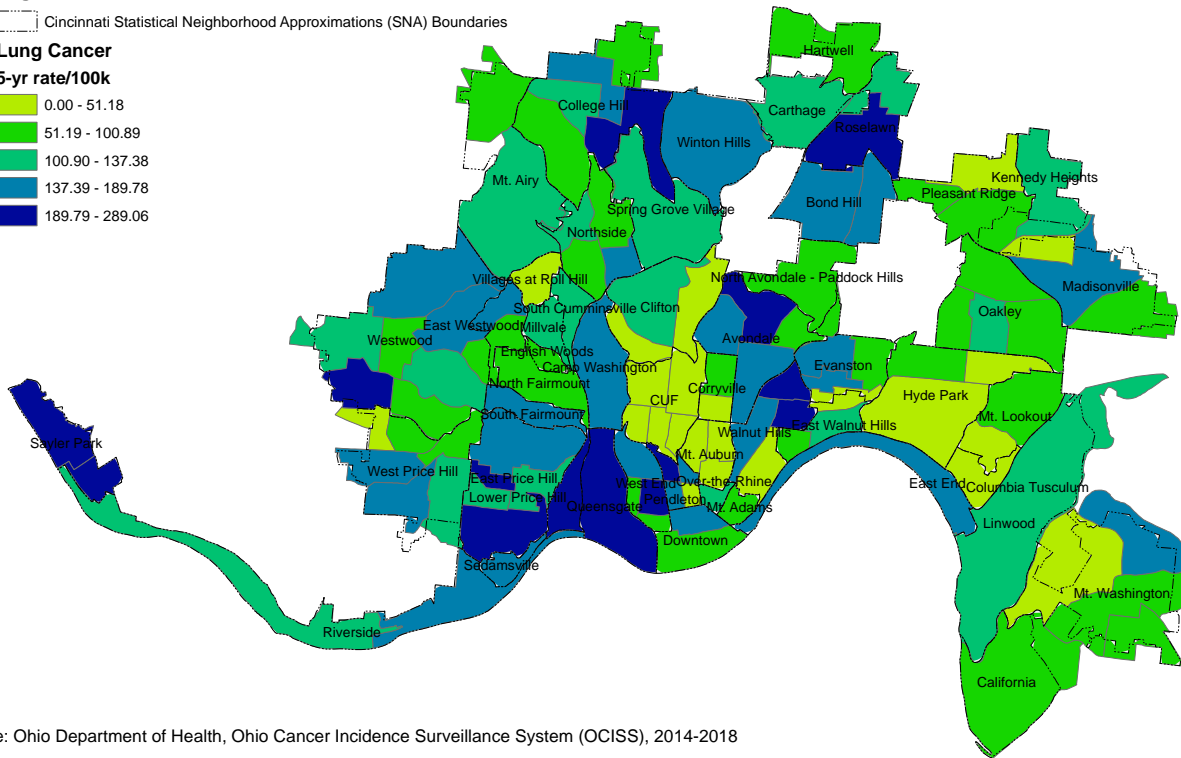 Cincinnati Statistical Neighborhood Approximations (SNA) Boundaries
Lung Cancer
5-yr rate/100k
0.00 - 51.18
51.19 - 100.89
100.90 - 137.38
137.39 - 189.78
189.79 - 289.06
Hartwell
College Hill
Carthage
Roselawn
Winton Hills
Mt. Airy
Kennedy Heights
Pleasant Ridge
Bond Hill
Spring Grove Village
Northside
North Avondale - Paddock Hills
Villages at Roll Hill
Madisonville
South Cumminsville
Clifton
Oakley
East Westwood
Millvale
Westwood
Avondale
English Woods
Camp Washington
Evanston
North Fairmount
Corryville
Hyde Park
CUF
South Fairmount
Mt. Lookout
East Walnut Hills
Walnut Hills
Sayler Park
Mt. Auburn
West Price Hill
East Price Hill
Over-the-Rhine
West End
East End
Columbia Tusculum
Lower Price Hill
Pendleton
Queensgate
Mt. Adams
Linwood
Downtown
Sedamsville
Mt. Washington
Riverside
California
e: Ohio Department of Health, Ohio Cancer Incidence Surveillance System (OCISS), 2014-2018